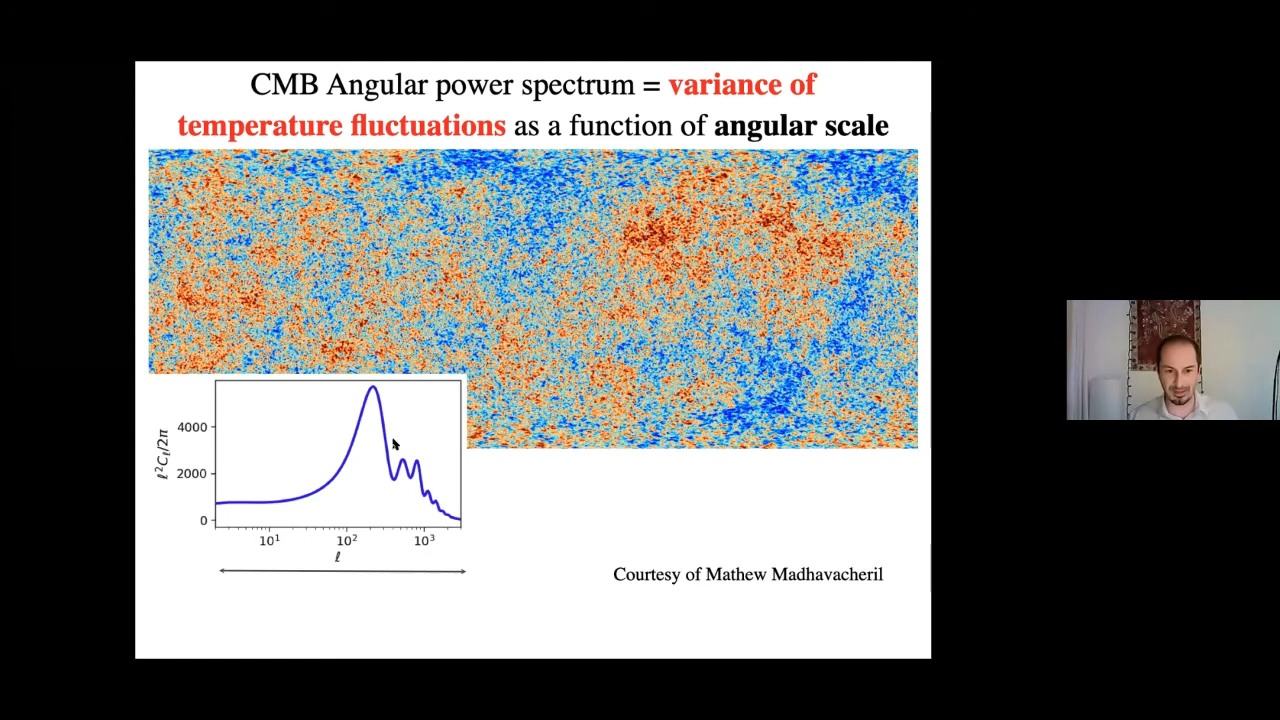 CMB Angular power spectrum = variance of
temperature fluctuations as a function of angular scale
ℓ²Cℓ/2π
4000
2000
0
10¹
10²
10³
ℓ
Courtesy of Mathew Madhavacheril